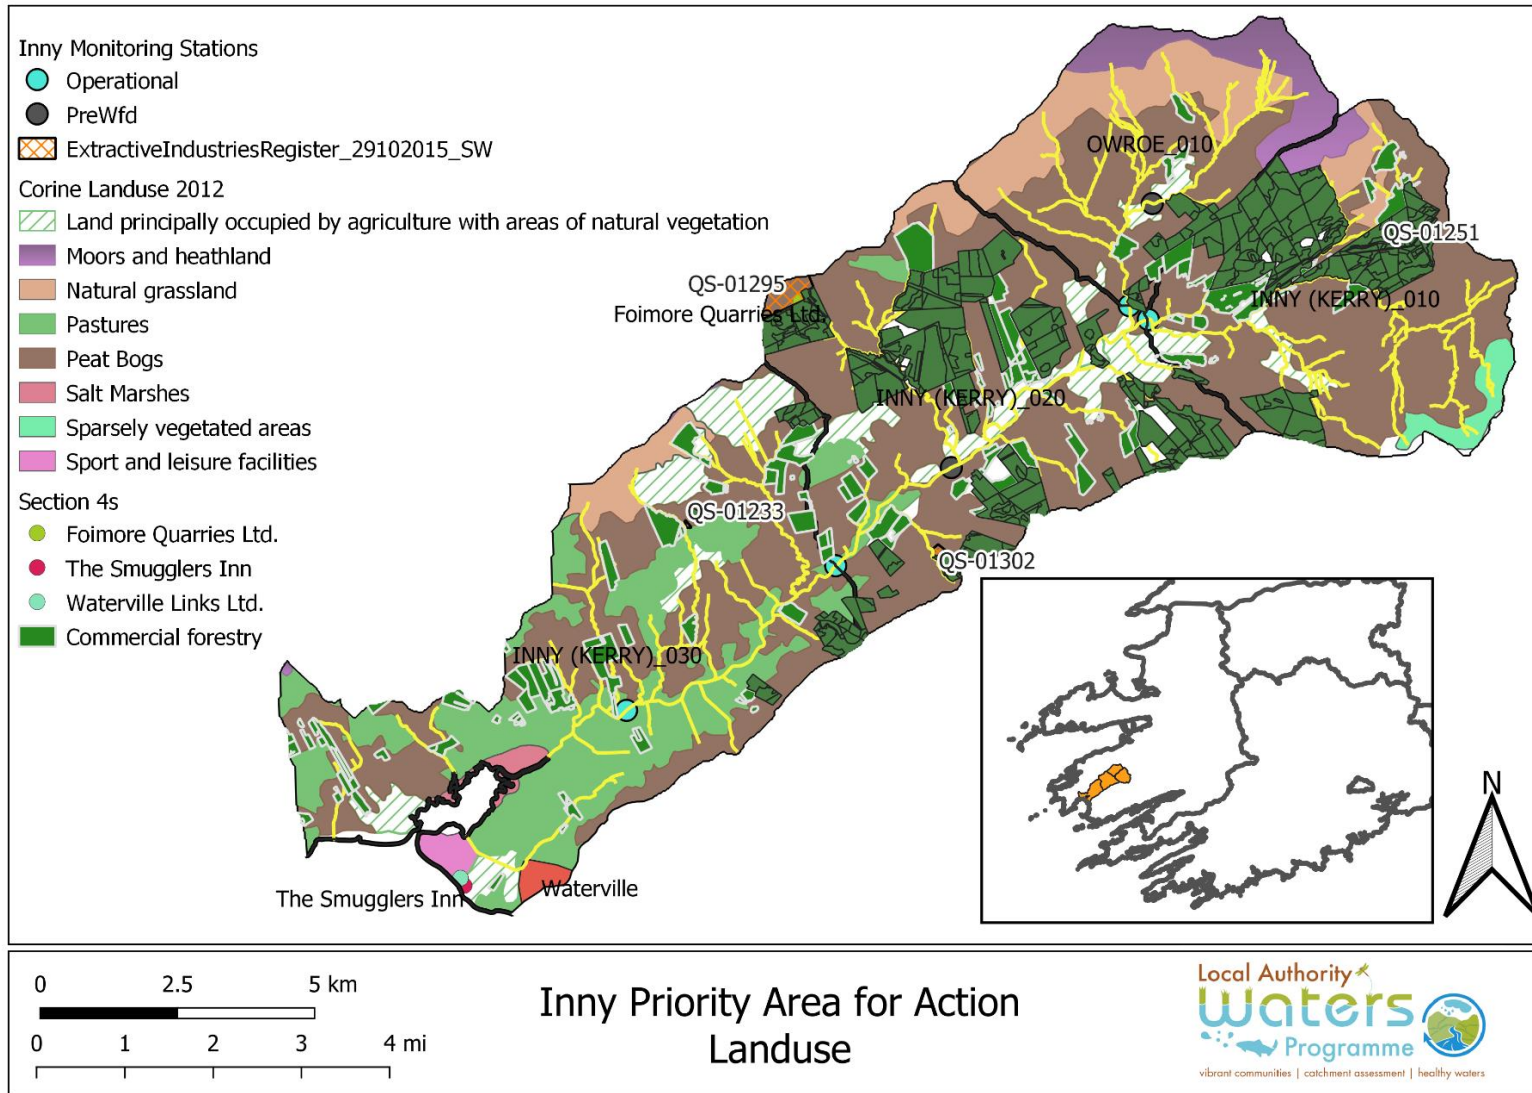 Inny Monitoring Stations
Operational
PreWfd
ExtractiveIndustriesRegister_29102015_SW
Corine Landuse 2012
Land principally occupied by agriculture with areas of natural vegetation
Moors and heathland
Natural grassland
Pastures
Peat Bogs
Salt Marshes
Sparsely vegetated areas
Sport and leisure facilities
Section 4s
Foimore Quarries Ltd.
The Smugglers Inn
Waterville Links Ltd.
Commercial forestry
OWROE_010
QS-01251
QS-01295
Foimore Quarries Ltd.
INNY (KERRY)_010
INNY (KERRY)_020
QS-01233
QS-01302
INNY (KERRY)_030
The Smugglers Inn
Waterville
N
0 2.5 5 km
0 1 2 3 4 mi
Inny Priority Area for Action
Landuse
Local Authority
Waters
Programme
vibrant communities | catchment assessment | healthy waters